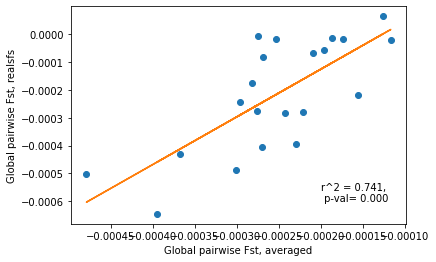 0.0000
−0.0001
−0.0002
−0.0003
−0.0004
−0.0005
−0.0006
Global pairwise Fst, realsfs
r^2 = 0.741,
p-val= 0.000
−0.00045−0.00040−0.00035−0.00030−0.00025−0.00020−0.00015−0.00010
Global pairwise Fst, averaged